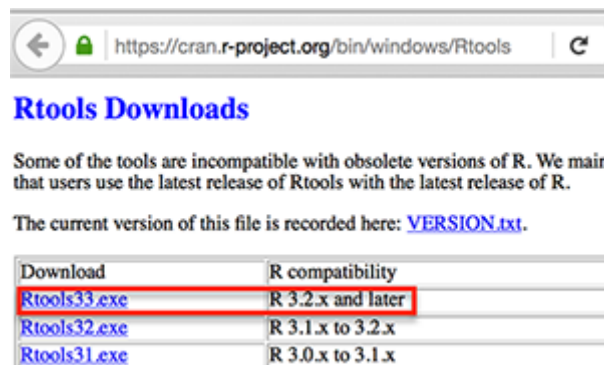 https://cran.r-project.org/bin/windows/Rtools
Rtools Downloads
Some of the tools are incompatible with obsolete versions of R. We
that users use the latest release of Rtools with the latest release of R.
The current version of this file is recorded here: VERSION.txt.
Download R compatibility
Rtools33.exe R 3.2.x and later
Rtools32.exe R 3.1.x to 3.2.x
Rtools31.exe R 3.0.x to 3.1.x